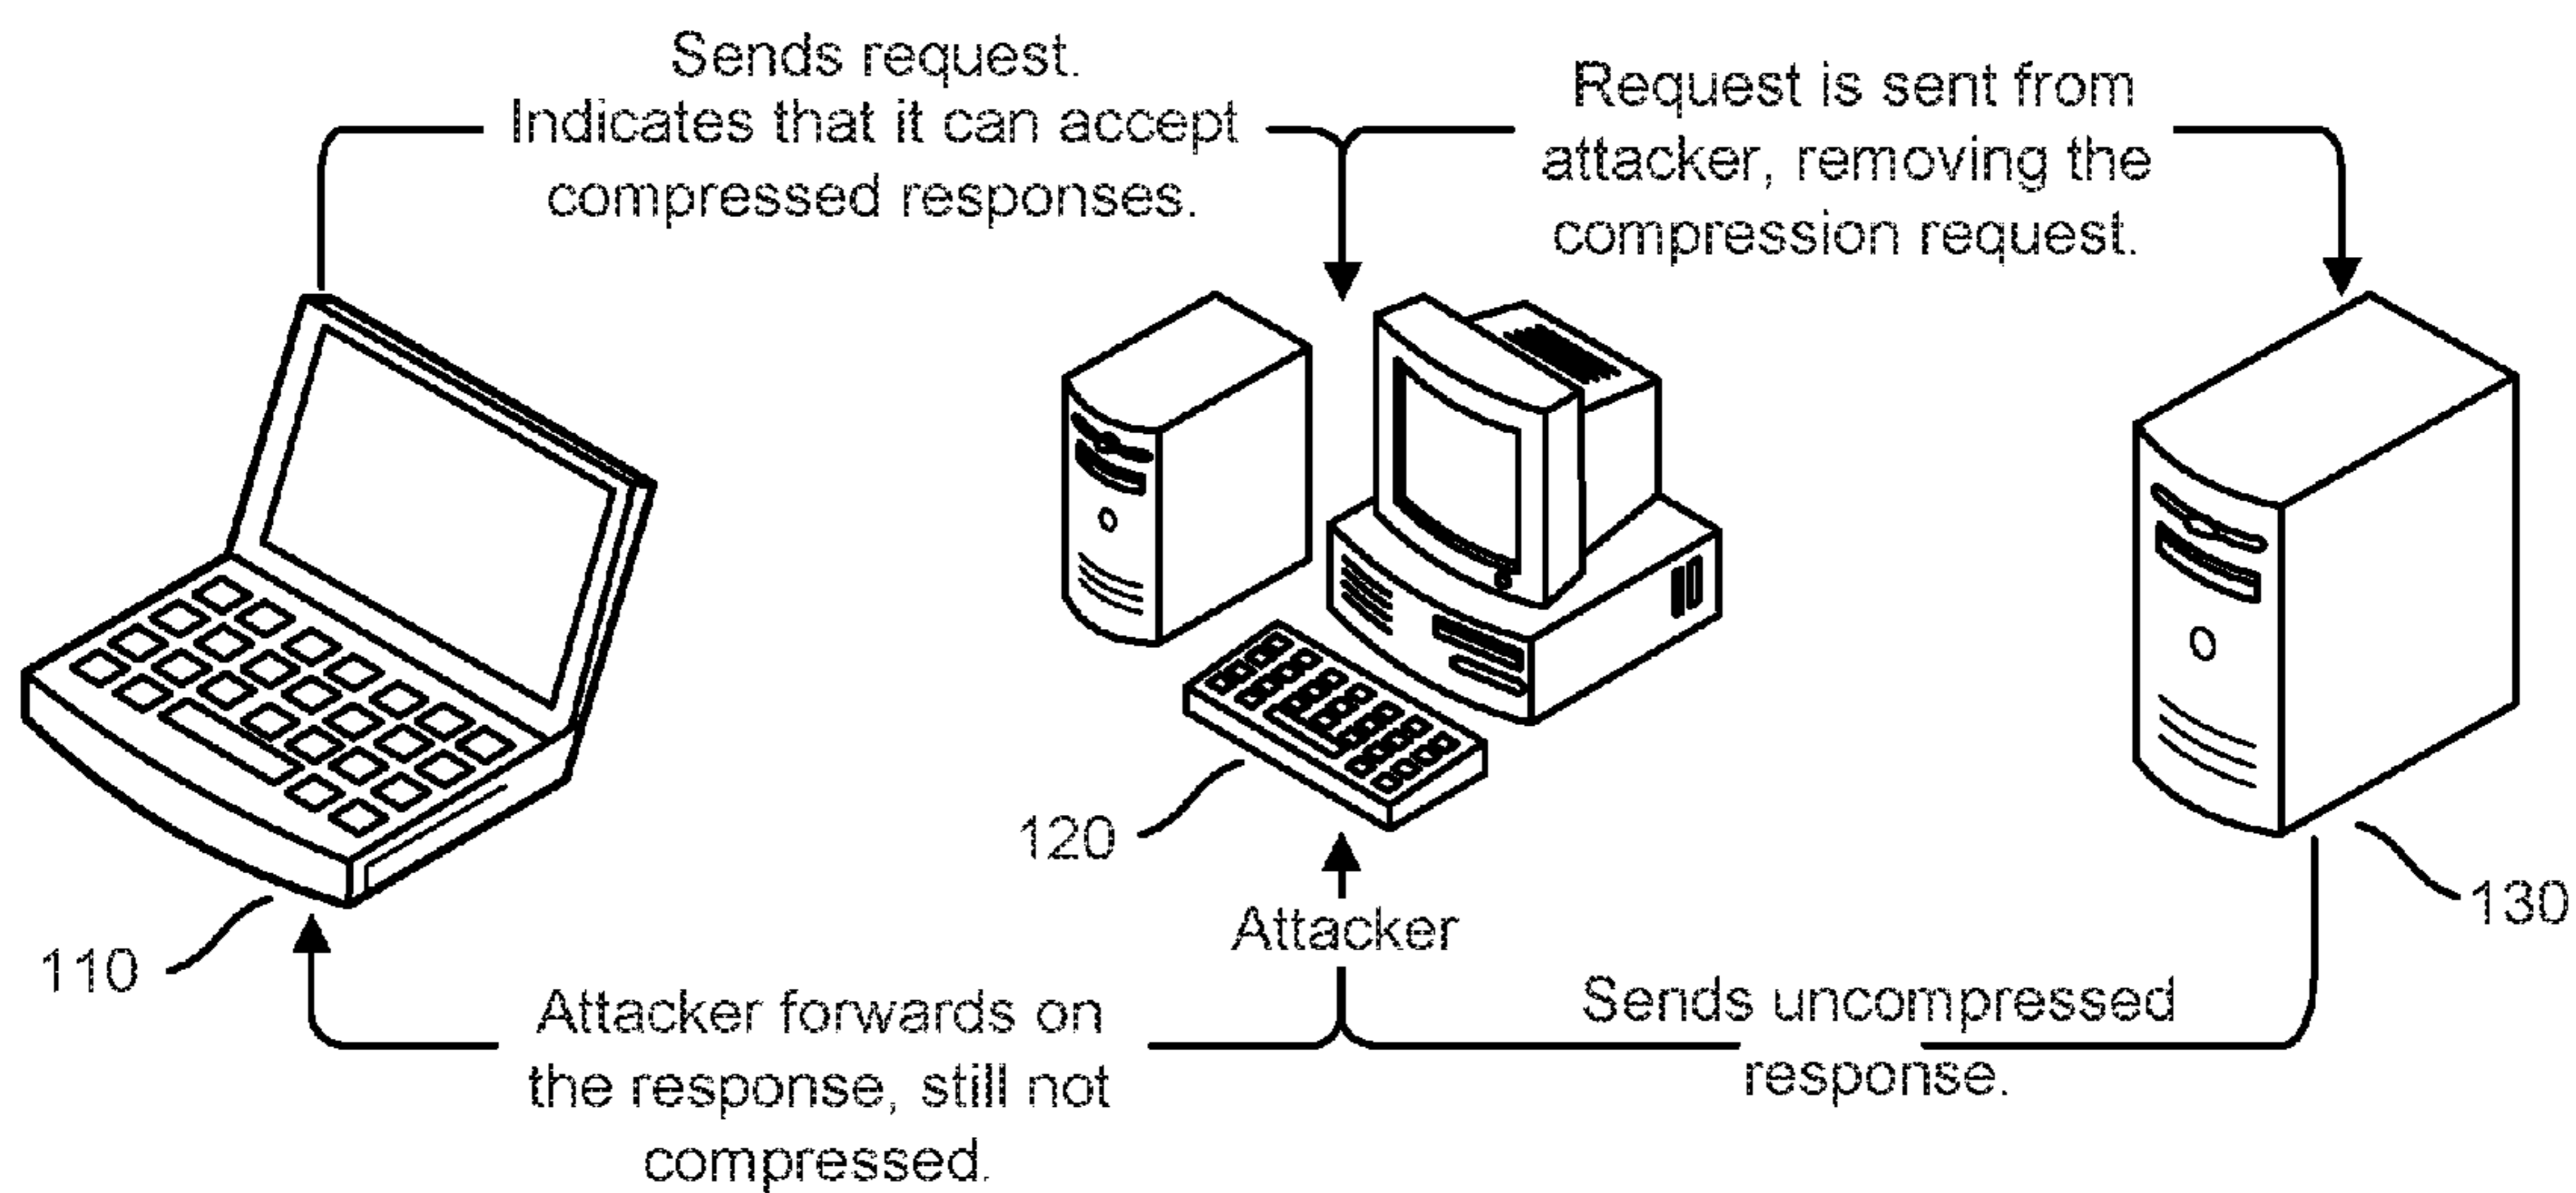 Sends request.
Indicates that it can accept
compressed responses.
Request is sent from
attacker, removing the
compression request.
120
130
110
Attacker
Attacker forwards on
the response, still not
compressed.
Sends uncompressed
response.